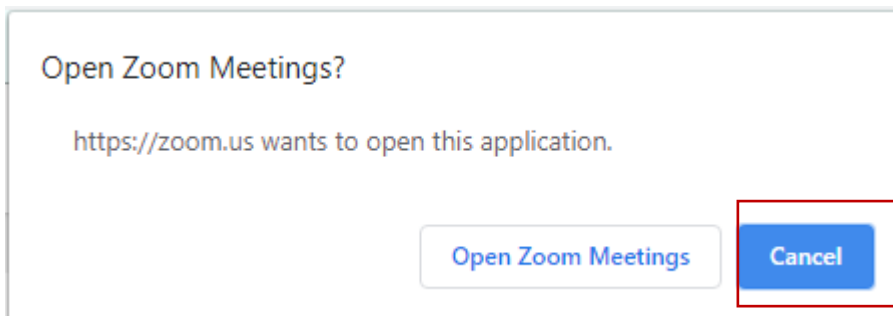 Open Zoom Meetings?
https://zoom.us wants to open this application.
Open Zoom Meetings
Cancel